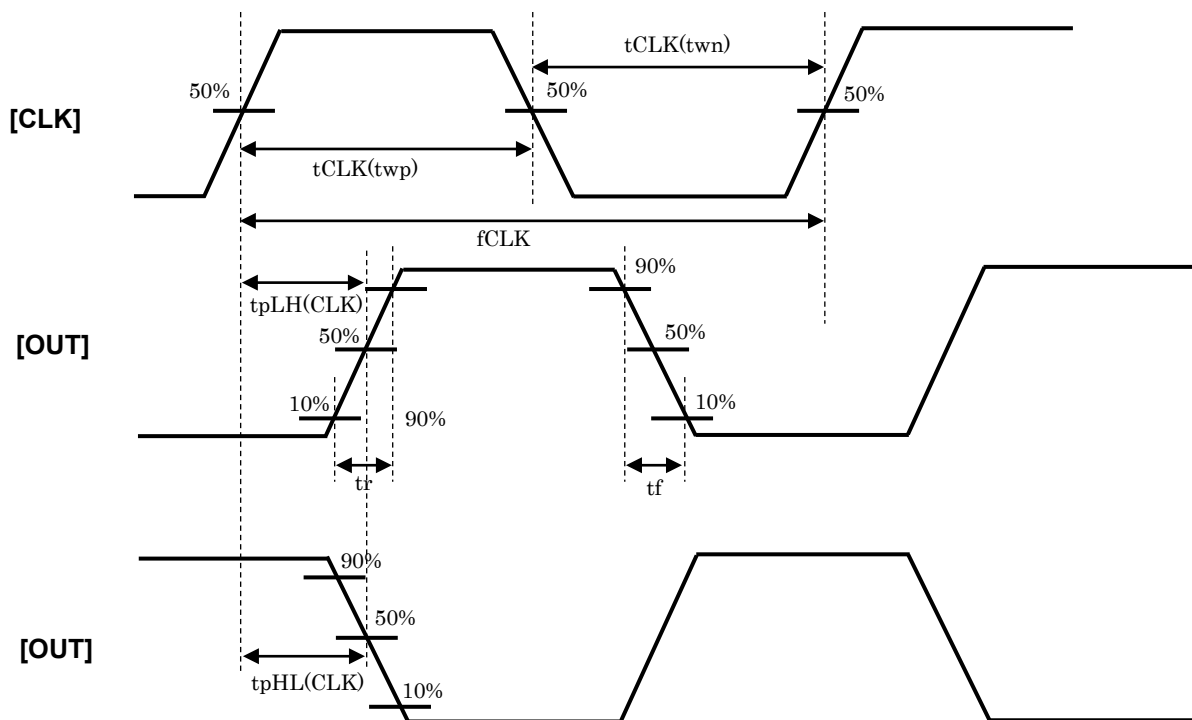 tCLK(twn)
50%
50%
50%
[CLK]
tCLK(twp)
fCLK
90%
tpLH(CLK)
[OUT]
50%
50%
10%
90%
10%
tr
tf
90%
50%
[OUT]
tpHL(CLK)
10%